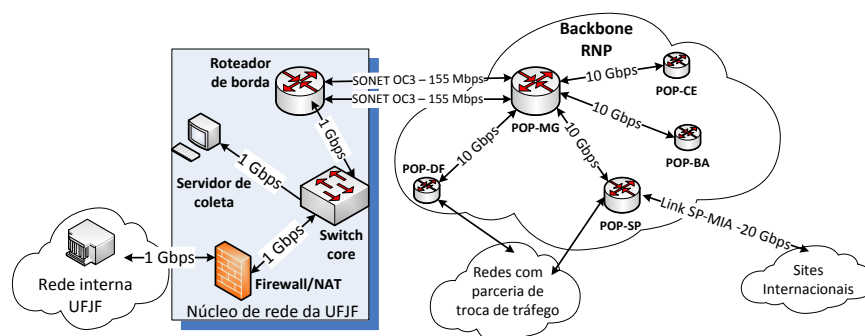 Backbone
RNP
Roteador
de borda
SONET OC3 – 155 Mbps
SONET OC3 – 155 Mbps
10 Gbps
POP-CE
POP-MG
10 Gbps
POP-BA
1 Gbps
10 Gbps
10 Gbps
POP-DF
POP-SP
Link SP-MIA -20 Gbps
Servidor de
coleta
1 Gbps
1 Gbps
Switch
core
1 Gbps
Firewall/NAT
Rede interna
UFJF
Núcleo de rede da UFJF
Redes com
parceria de
troca de tráfego
Sites
Internacionais